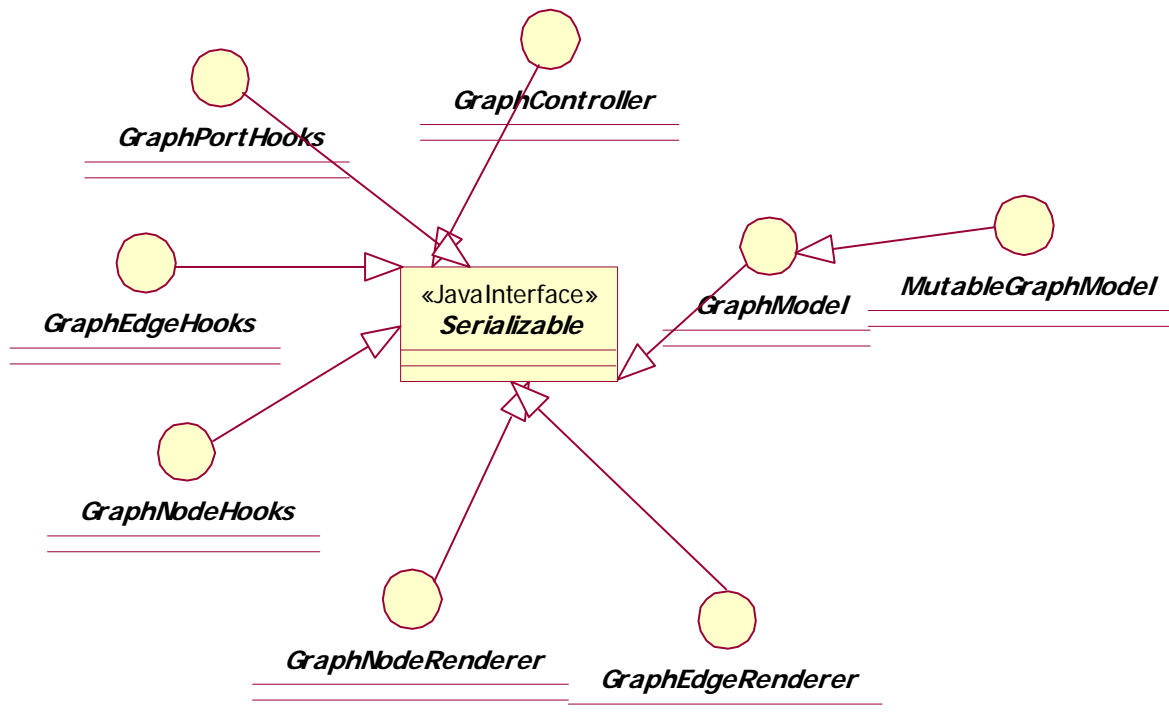 GraphController
GraphPortHooks
GraphModel
MutableGraphModel
«JavaInterface»
Serializable
GraphEdgeHooks
GraphNodeHooks
GraphNodeRenderer
GraphEdgeRenderer